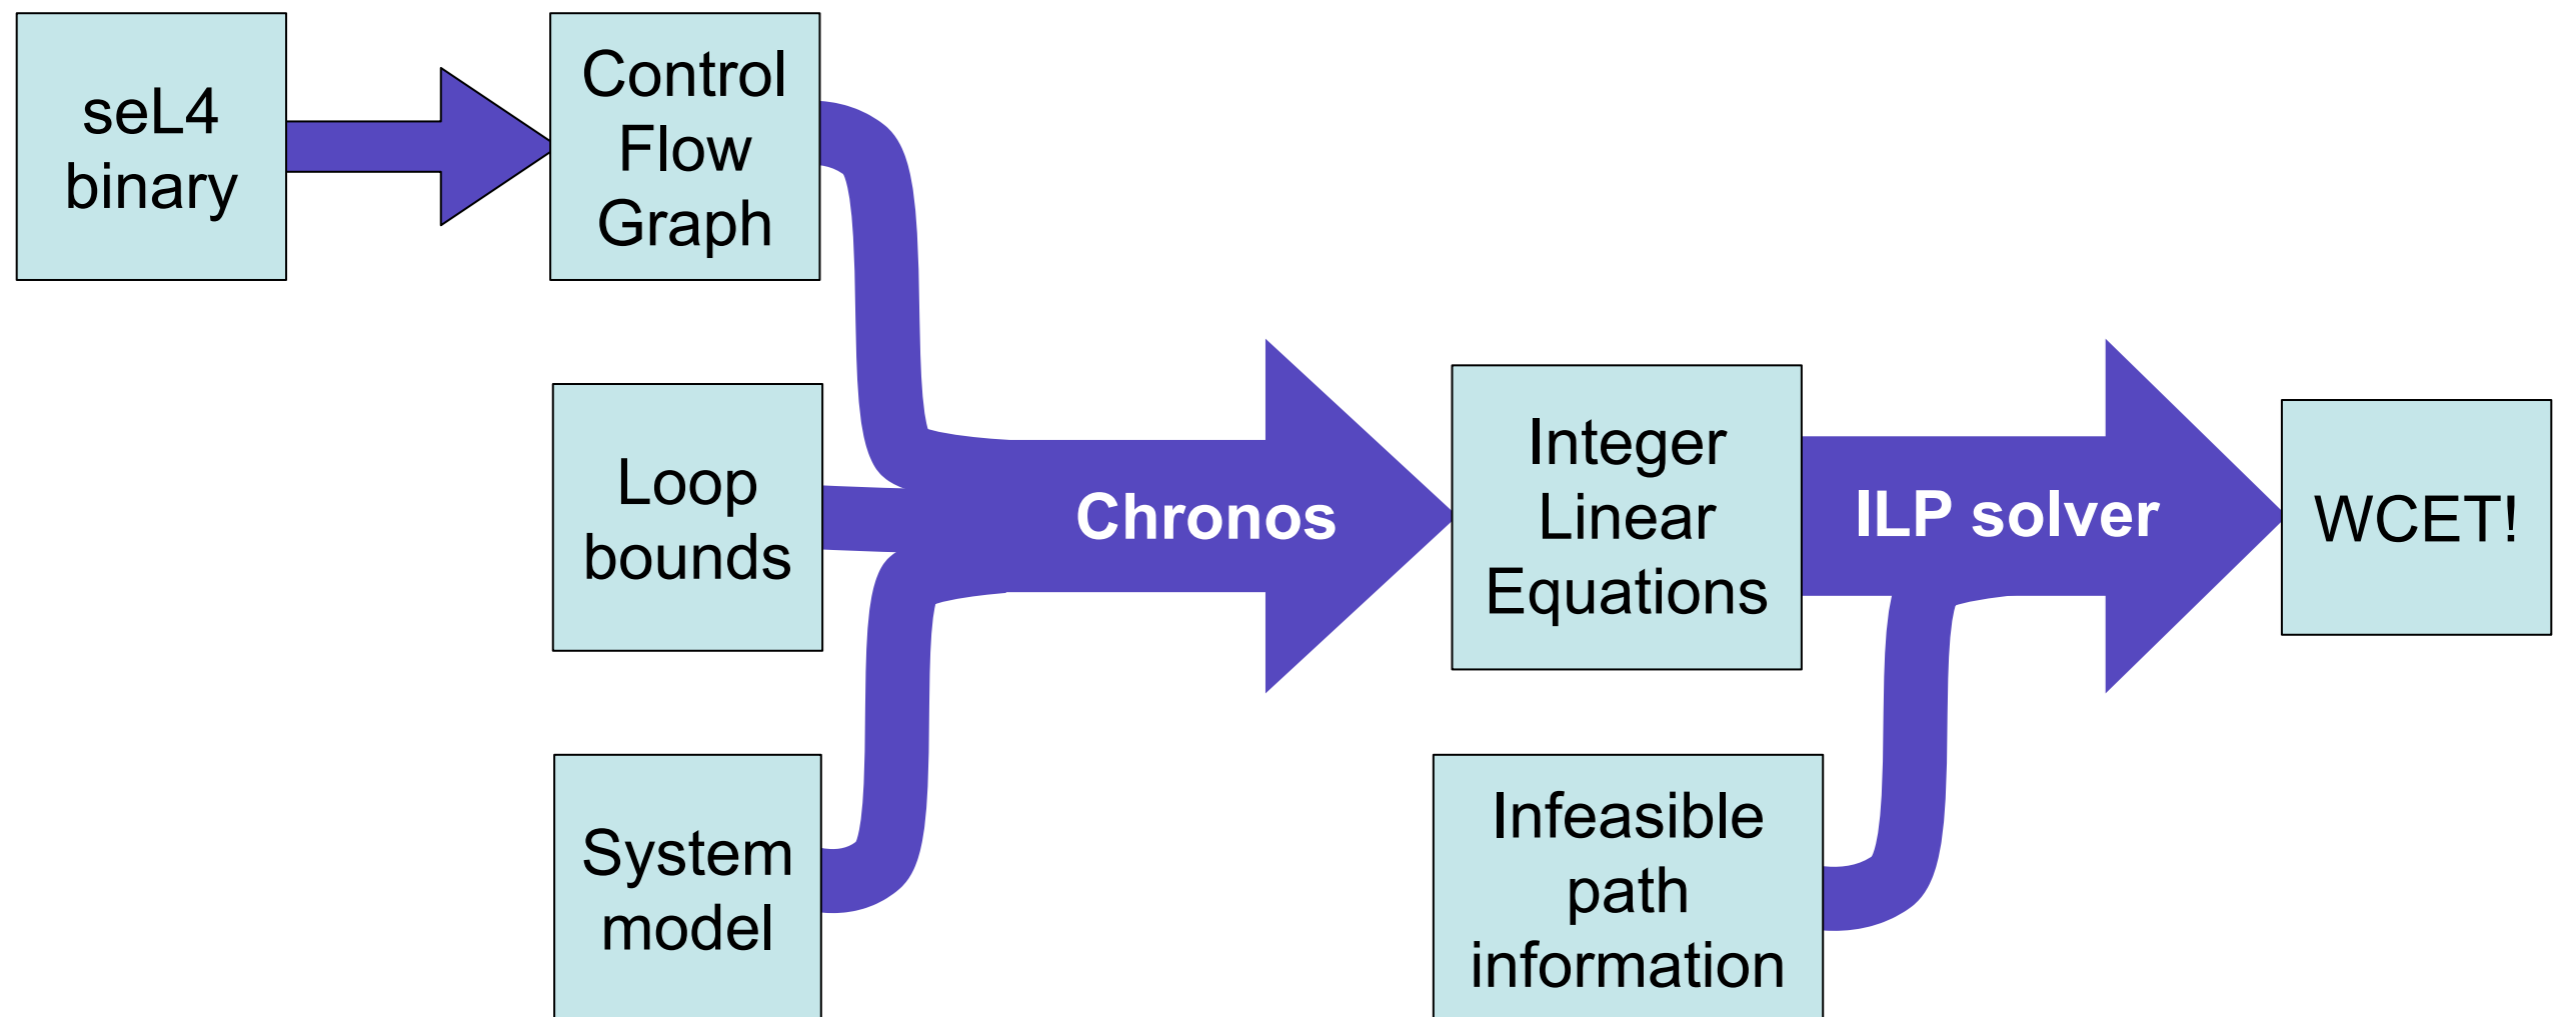 seL4
binary
Control
Flow
Graph
Loop
bounds
System
model
Chronos
Integer
Linear
Equations
ILP solver
Infeasible
path
information
WCET!